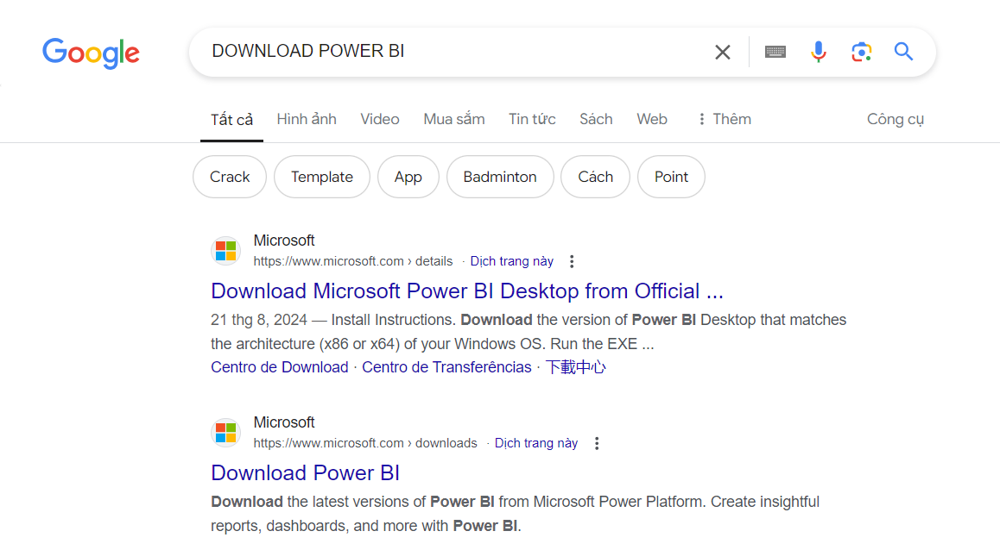 Google
DOWNLOAD POWER BI
Tất cả Hình ảnh Video Mua sắm Tin tức Sách Web Thêm Công cụ
Crack Template App Badminton Cách Point
Microsoft
https://www.microsoft.com › details · Dịch trang này
Download Microsoft Power BI Desktop from Official ...
21 thg 8, 2024 — Install Instructions. Download the version of Power BI Desktop that matches
the architecture (x86 or x64) of your Windows OS. Run the EXE ...
Centro de Download · Centro de Transferências · 下載中心
Microsoft
https://www.microsoft.com › downloads · Dịch trang này
Download Power BI
Download the latest versions of Power BI from Microsoft Power Platform. Create insightful
reports, dashboards, and more with Power BI.